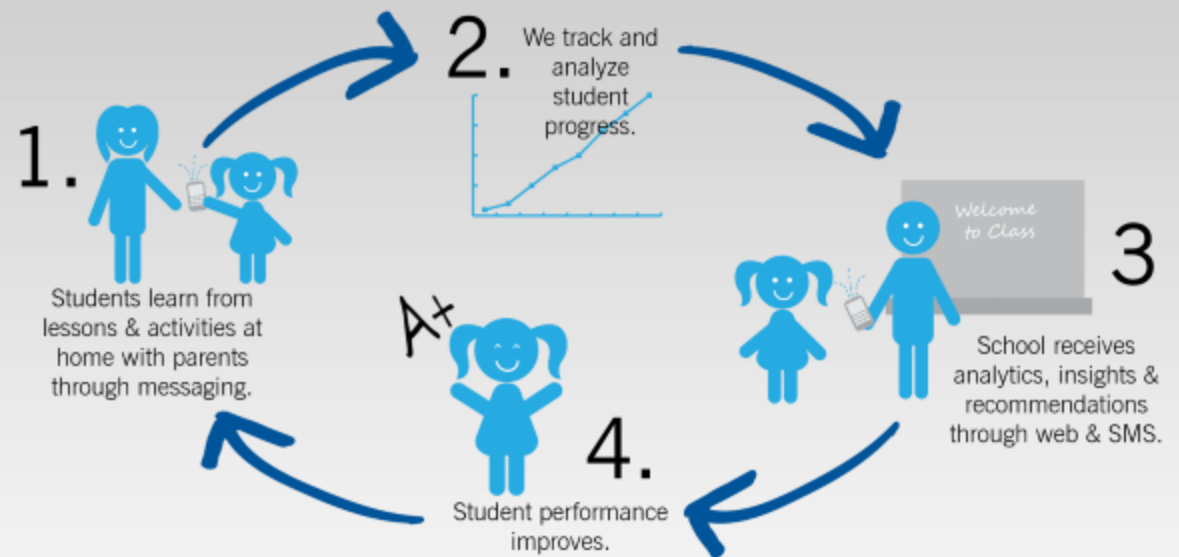 1.
Students learn from
lessons & activities at
home with parents
through messaging.
2.
We track and
analyze
student
progress.
Welcome
to Class
3
School receives
analytics, insights &
recommendations
through web & SMS.
A+
4.
Student performance
improves.